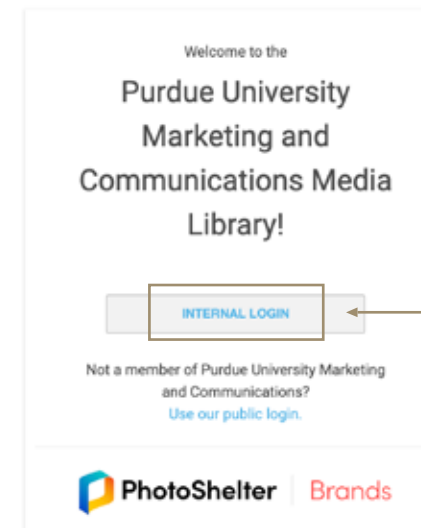 Welcome to the
Purdue University
Marketing and
Communications Media
Library!
INTERNAL LOGIN
Not a member of Purdue University Marketing
and Communications?
Use our public login.
PhotoShelter Brands